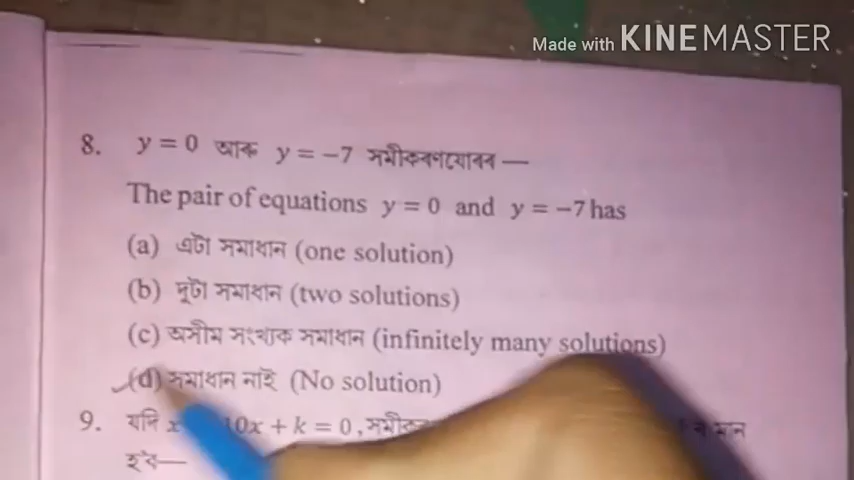 Made with KINEMASTER
8. y = 0 আৰু y = −7 সমীকৰণযোৰৰ —
The pair of equations y = 0 and y = −7 has
(a) এটা সমাধান (one solution)
(b) দুটা সমাধান (two solutions)
(c) অসীম সংখ্যক সমাধান (infinitely many solutions)
(d) সমাধান নাই (No solution)
9. যদি x 10x + k = 0, মান
হ'ব—